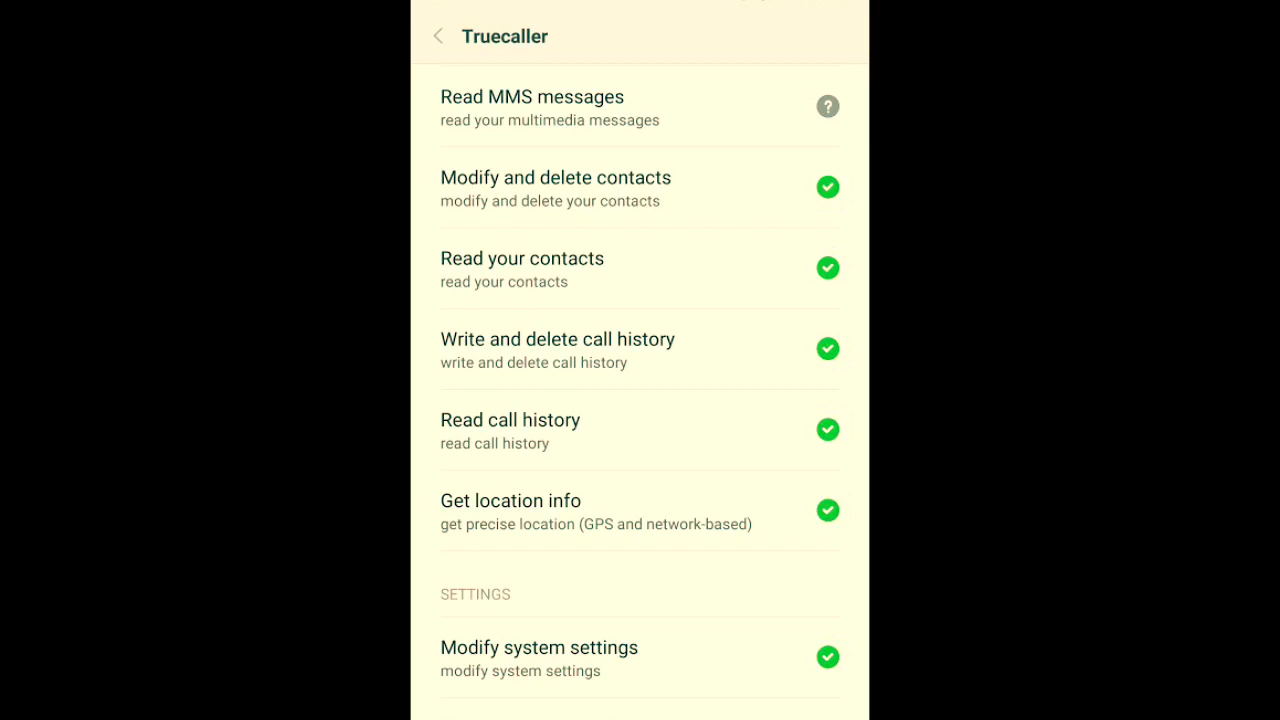 Truecaller
Read MMS messages
read your multimedia messages
?
Modify and delete contacts
modify and delete your contacts
Read your contacts
read your contacts
Write and delete call history
write and delete call history
Read call history
read call history
Get location info
get precise location (GPS and network-based)
SETTINGS
Modify system settings
modify system settings